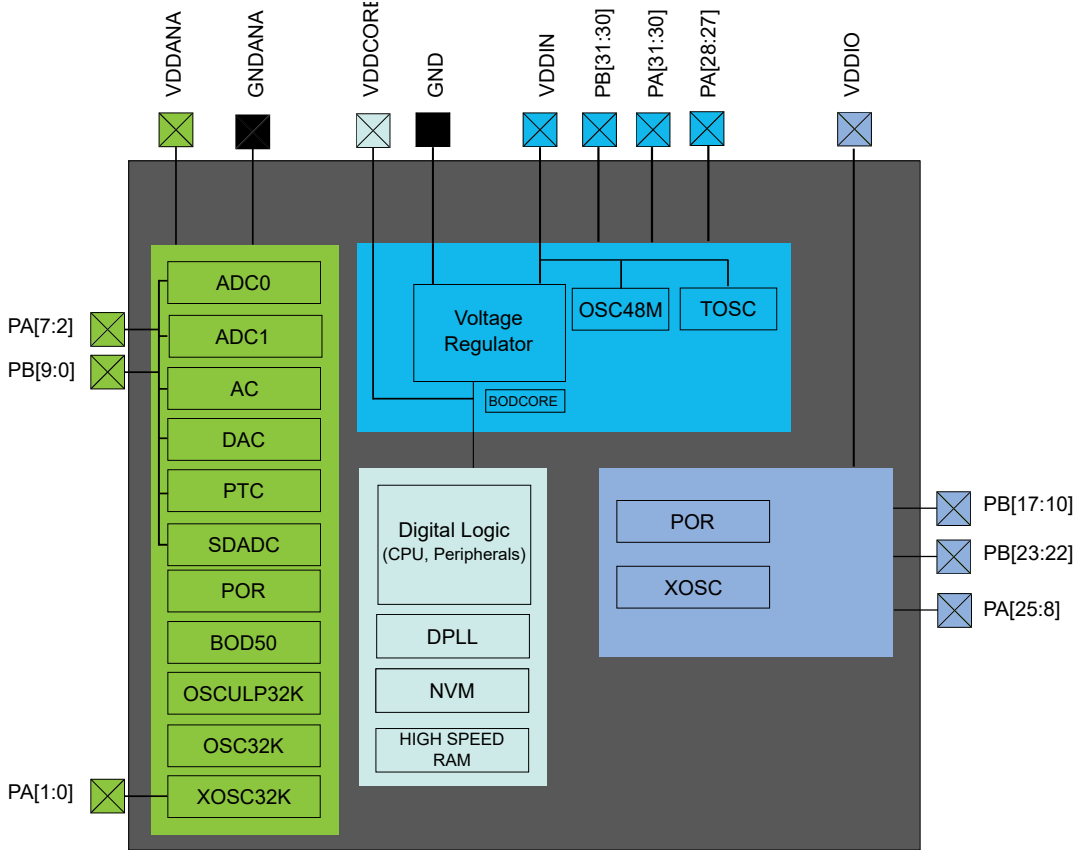 VDDANA
GNDANA
VDDCORE
GND
VDDIN
PB[31:30]
PA[31:30]
PA[28:27]
VDDIO
PA[7:2]
PB[9:0]
PA[1:0]
ADC0
ADC1
AC
DAC
PTC
SDADC
POR
BOD50
OSCULP32K
OSC32K
XOSC32K
Voltage
Regulator
OSC48M
TOSC
BODCORE
Digital Logic
(CPU, Peripherals)
DPLL
NVM
HIGH SPEED
RAM
POR
XOSC
PB[17:10]
PB[23:22]
PA[25:8]